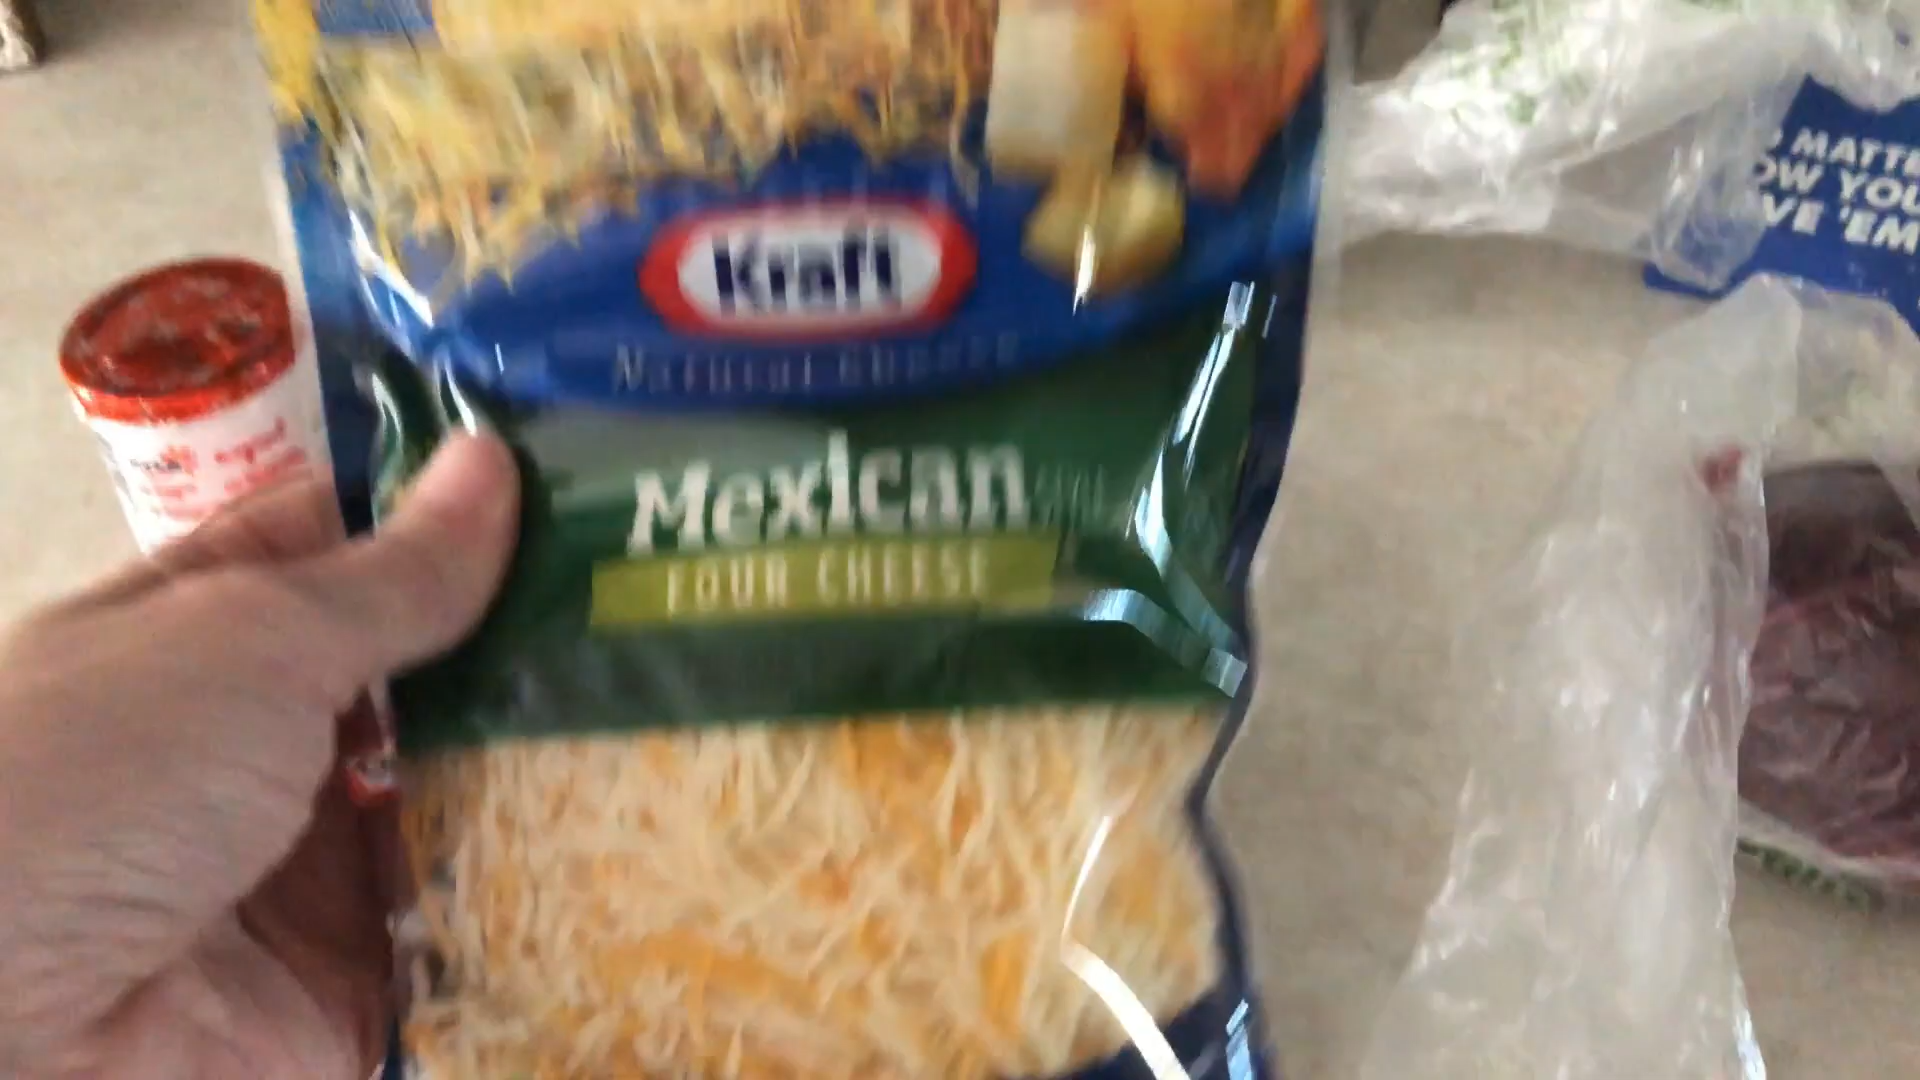 Kraft
Natural Cheese
Mexican
FOUR CHEESE
MATTE
OW YOU
VE 'EM